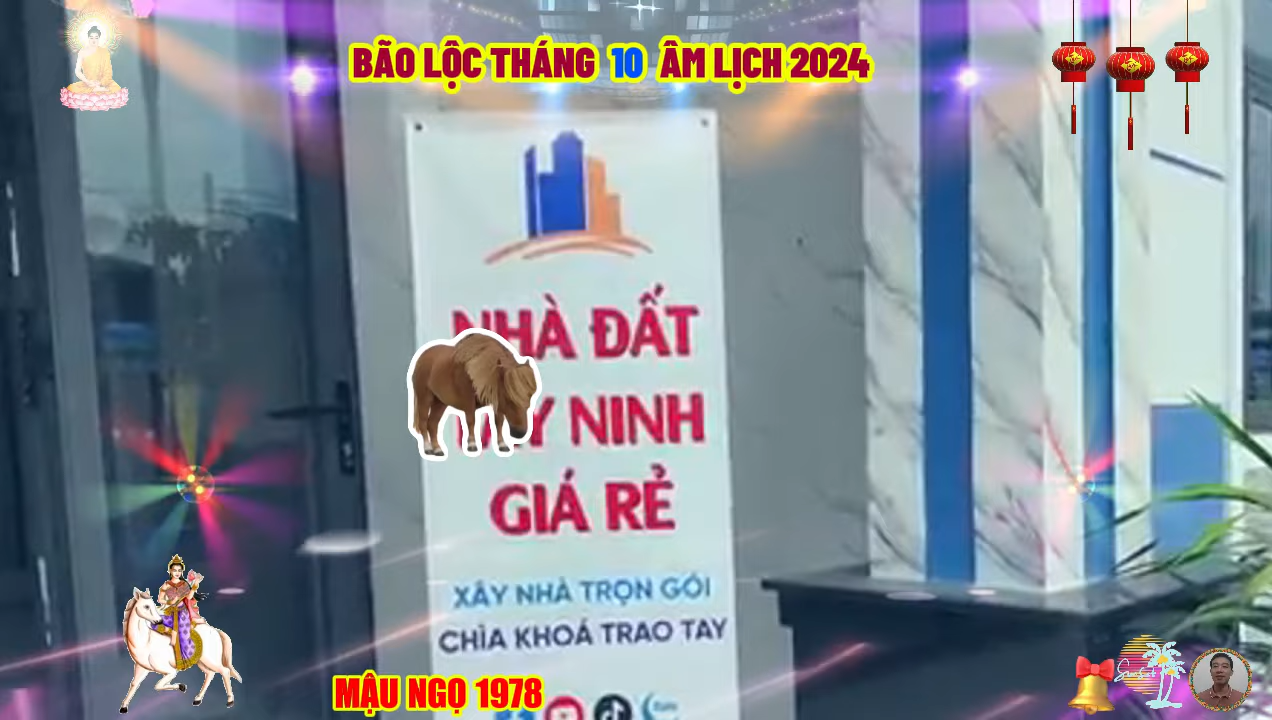 BÃO LỘC THÁNG 10 ÂM LỊCH 2024
NHÀ ĐẤT
NINH
GIÁ RẺ
XÂY NHÀ TRỌN GÓI
CHÌA KHOÁ TRAO TAY
MẬU NGỌ 1978